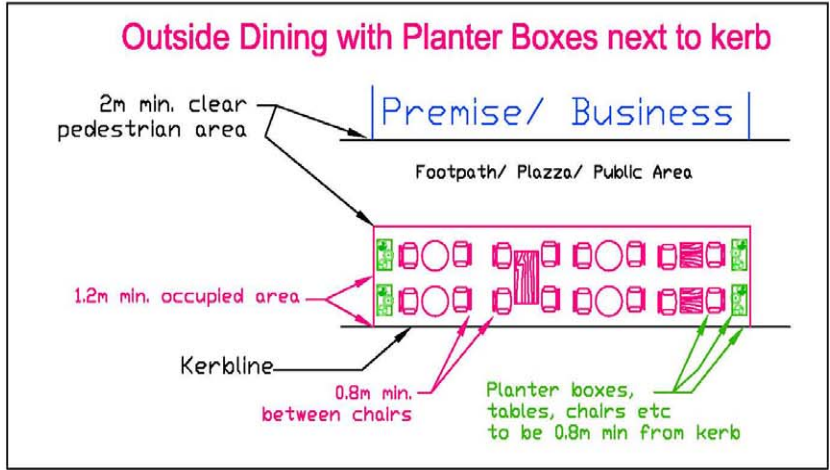 Outside Dining with Planter Boxes next to kerb
2m min. clear
pedestrian area
Premise/ Business
Footpath/ Plazza/ Public Area
1.2m min. occupied area
Kerbline
0.8m min.
between chairs
Planter boxes,
tables, chairs etc
to be 0.8m min from kerb